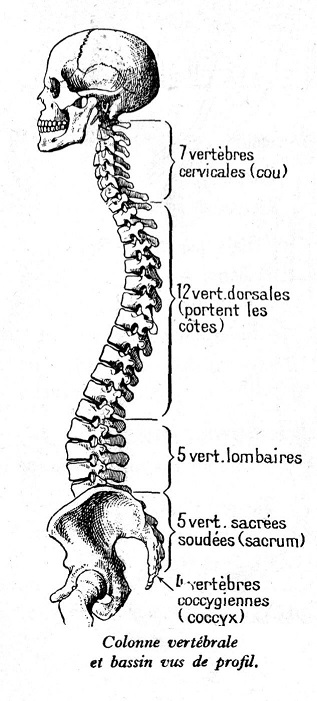 7 vertèbres
cervicales (cou)
12 vert. dorsales
(portent les
côtes)
5 vert. lombaires
5 vert. sacrées
soudées (sacrum)
4 vertèbres
coccygiennes
(coccyx)
Colonne vertébrale
et bassin vus de profil.